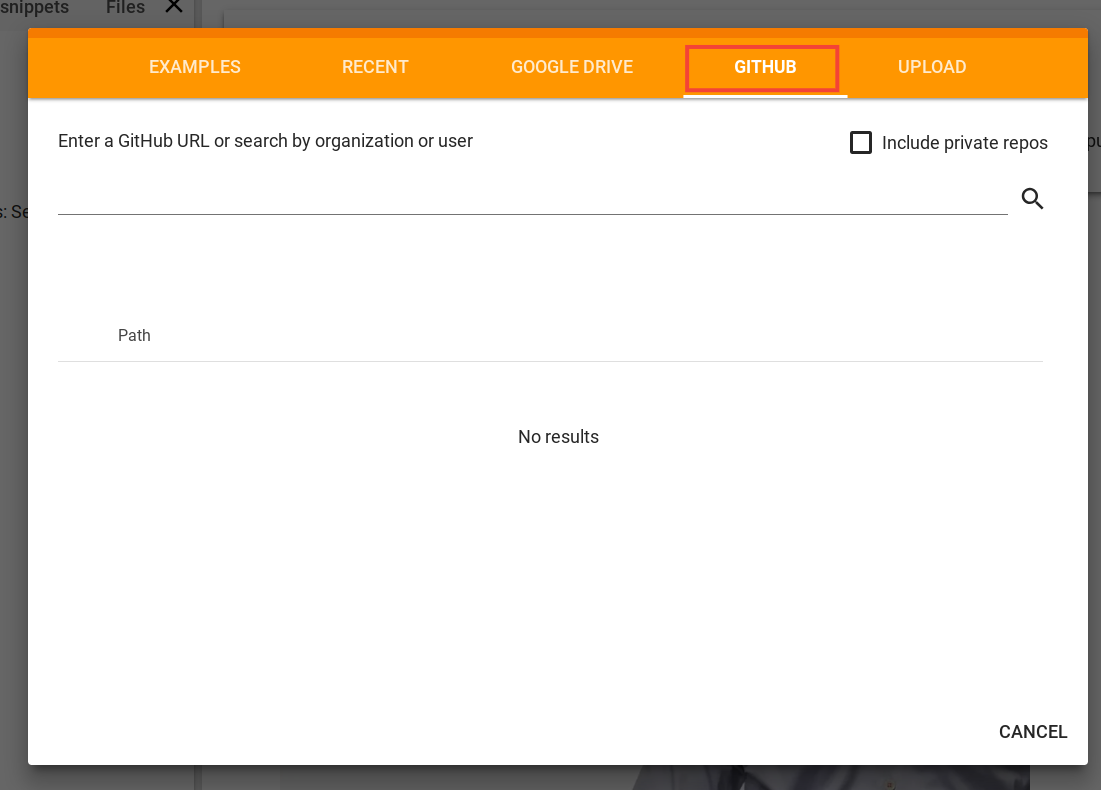 snippets Files
EXAMPLES RECENT GOOGLE DRIVE GITHUB UPLOAD
Enter a GitHub URL or search by organization or user
Include private repos
Path
No results
CANCEL